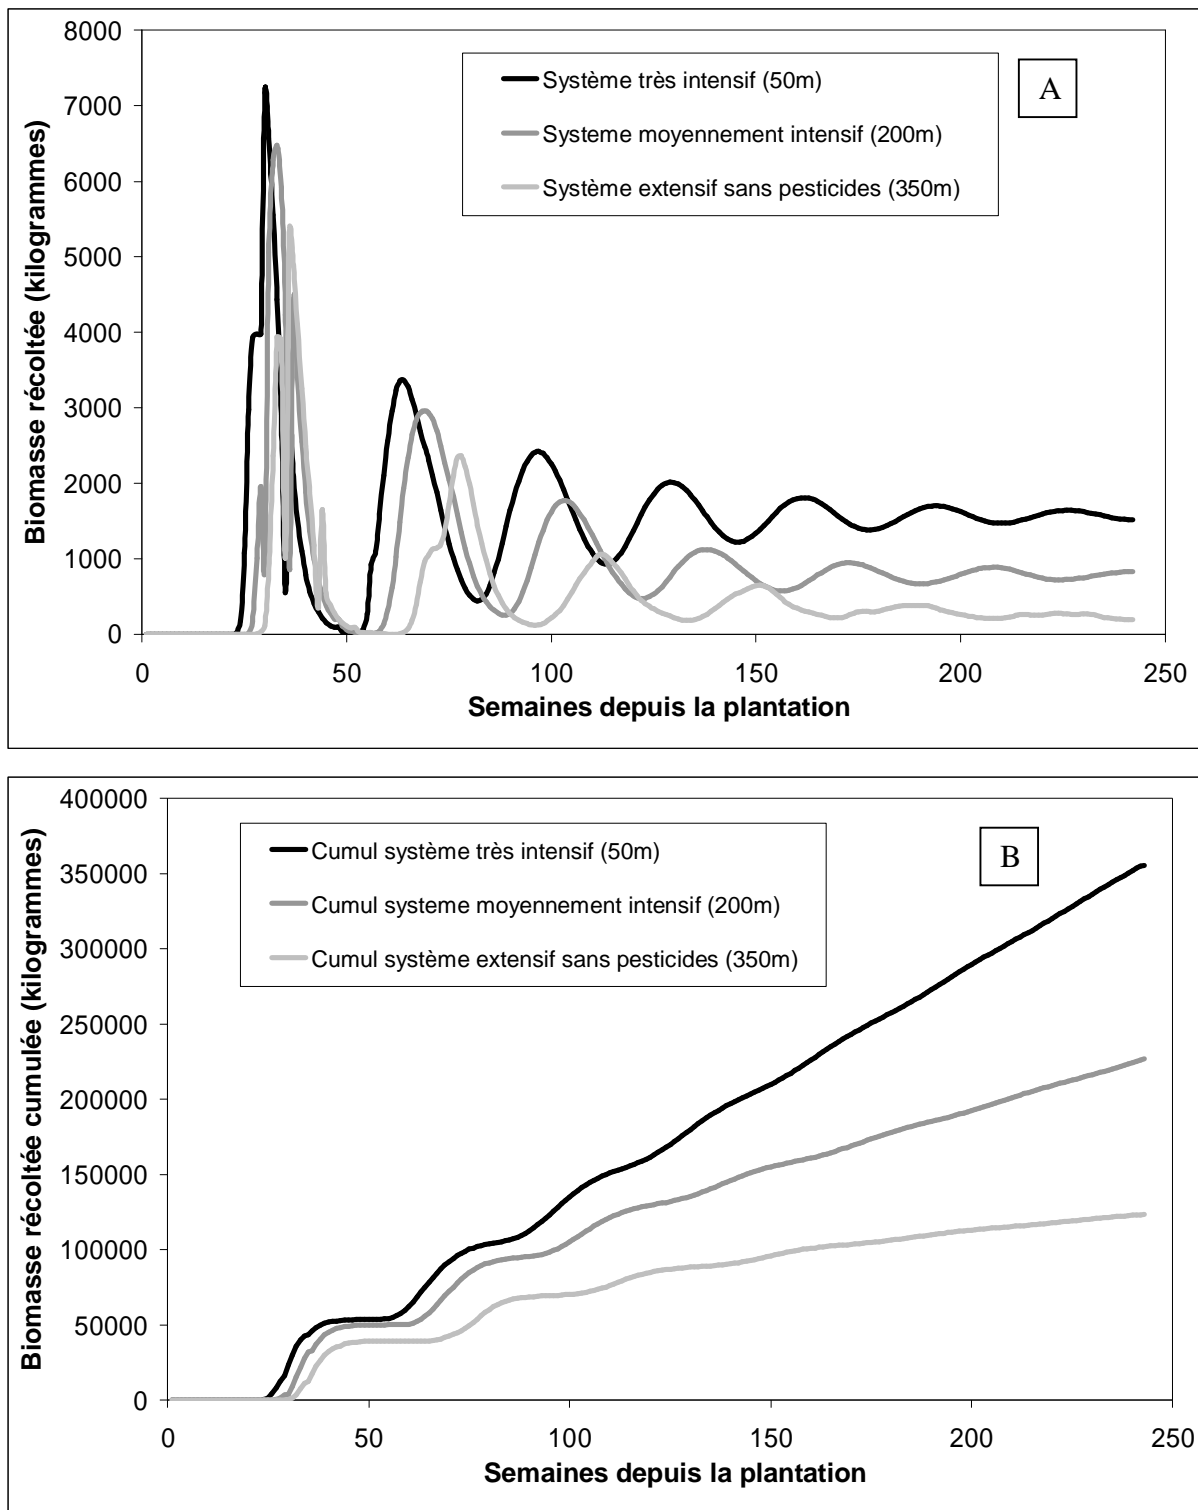 8000
7000
6000
5000
4000
3000
2000
1000
0
Biomasse récoltée (kilogrammes)
Système très intensif (50m)
Systeme moyennement intensif (200m)
Système extensif sans pesticides (350m)
A
0 50 100 150 200 250
Semaines depuis la plantation
400000
350000
300000
250000
200000
150000
100000
50000
0
Biomasse récoltée cumulée (kilogrammes)
Cumul système très intensif (50m)
Cumul systeme moyennement intensif (200m)
Cumul système extensif sans pesticides (350m)
B
0 50 100 150 200 250
Semaines depuis la plantation